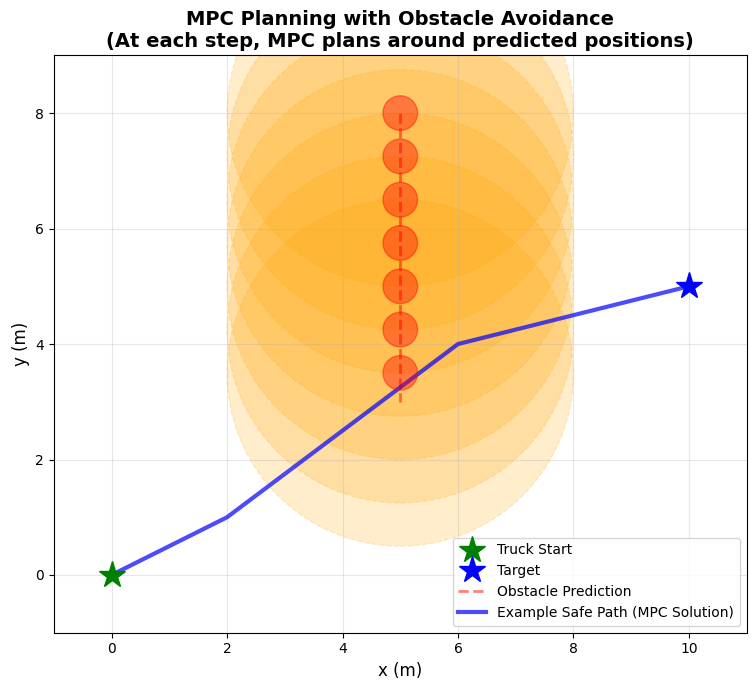 MPC Planning with Obstacle Avoidance
(At each step, MPC plans around predicted positions)
y (m)
8
6
4
2
0
0 2 4 6 8 10
x (m)
Truck Start
Target
Obstacle Prediction
Example Safe Path (MPC Solution)